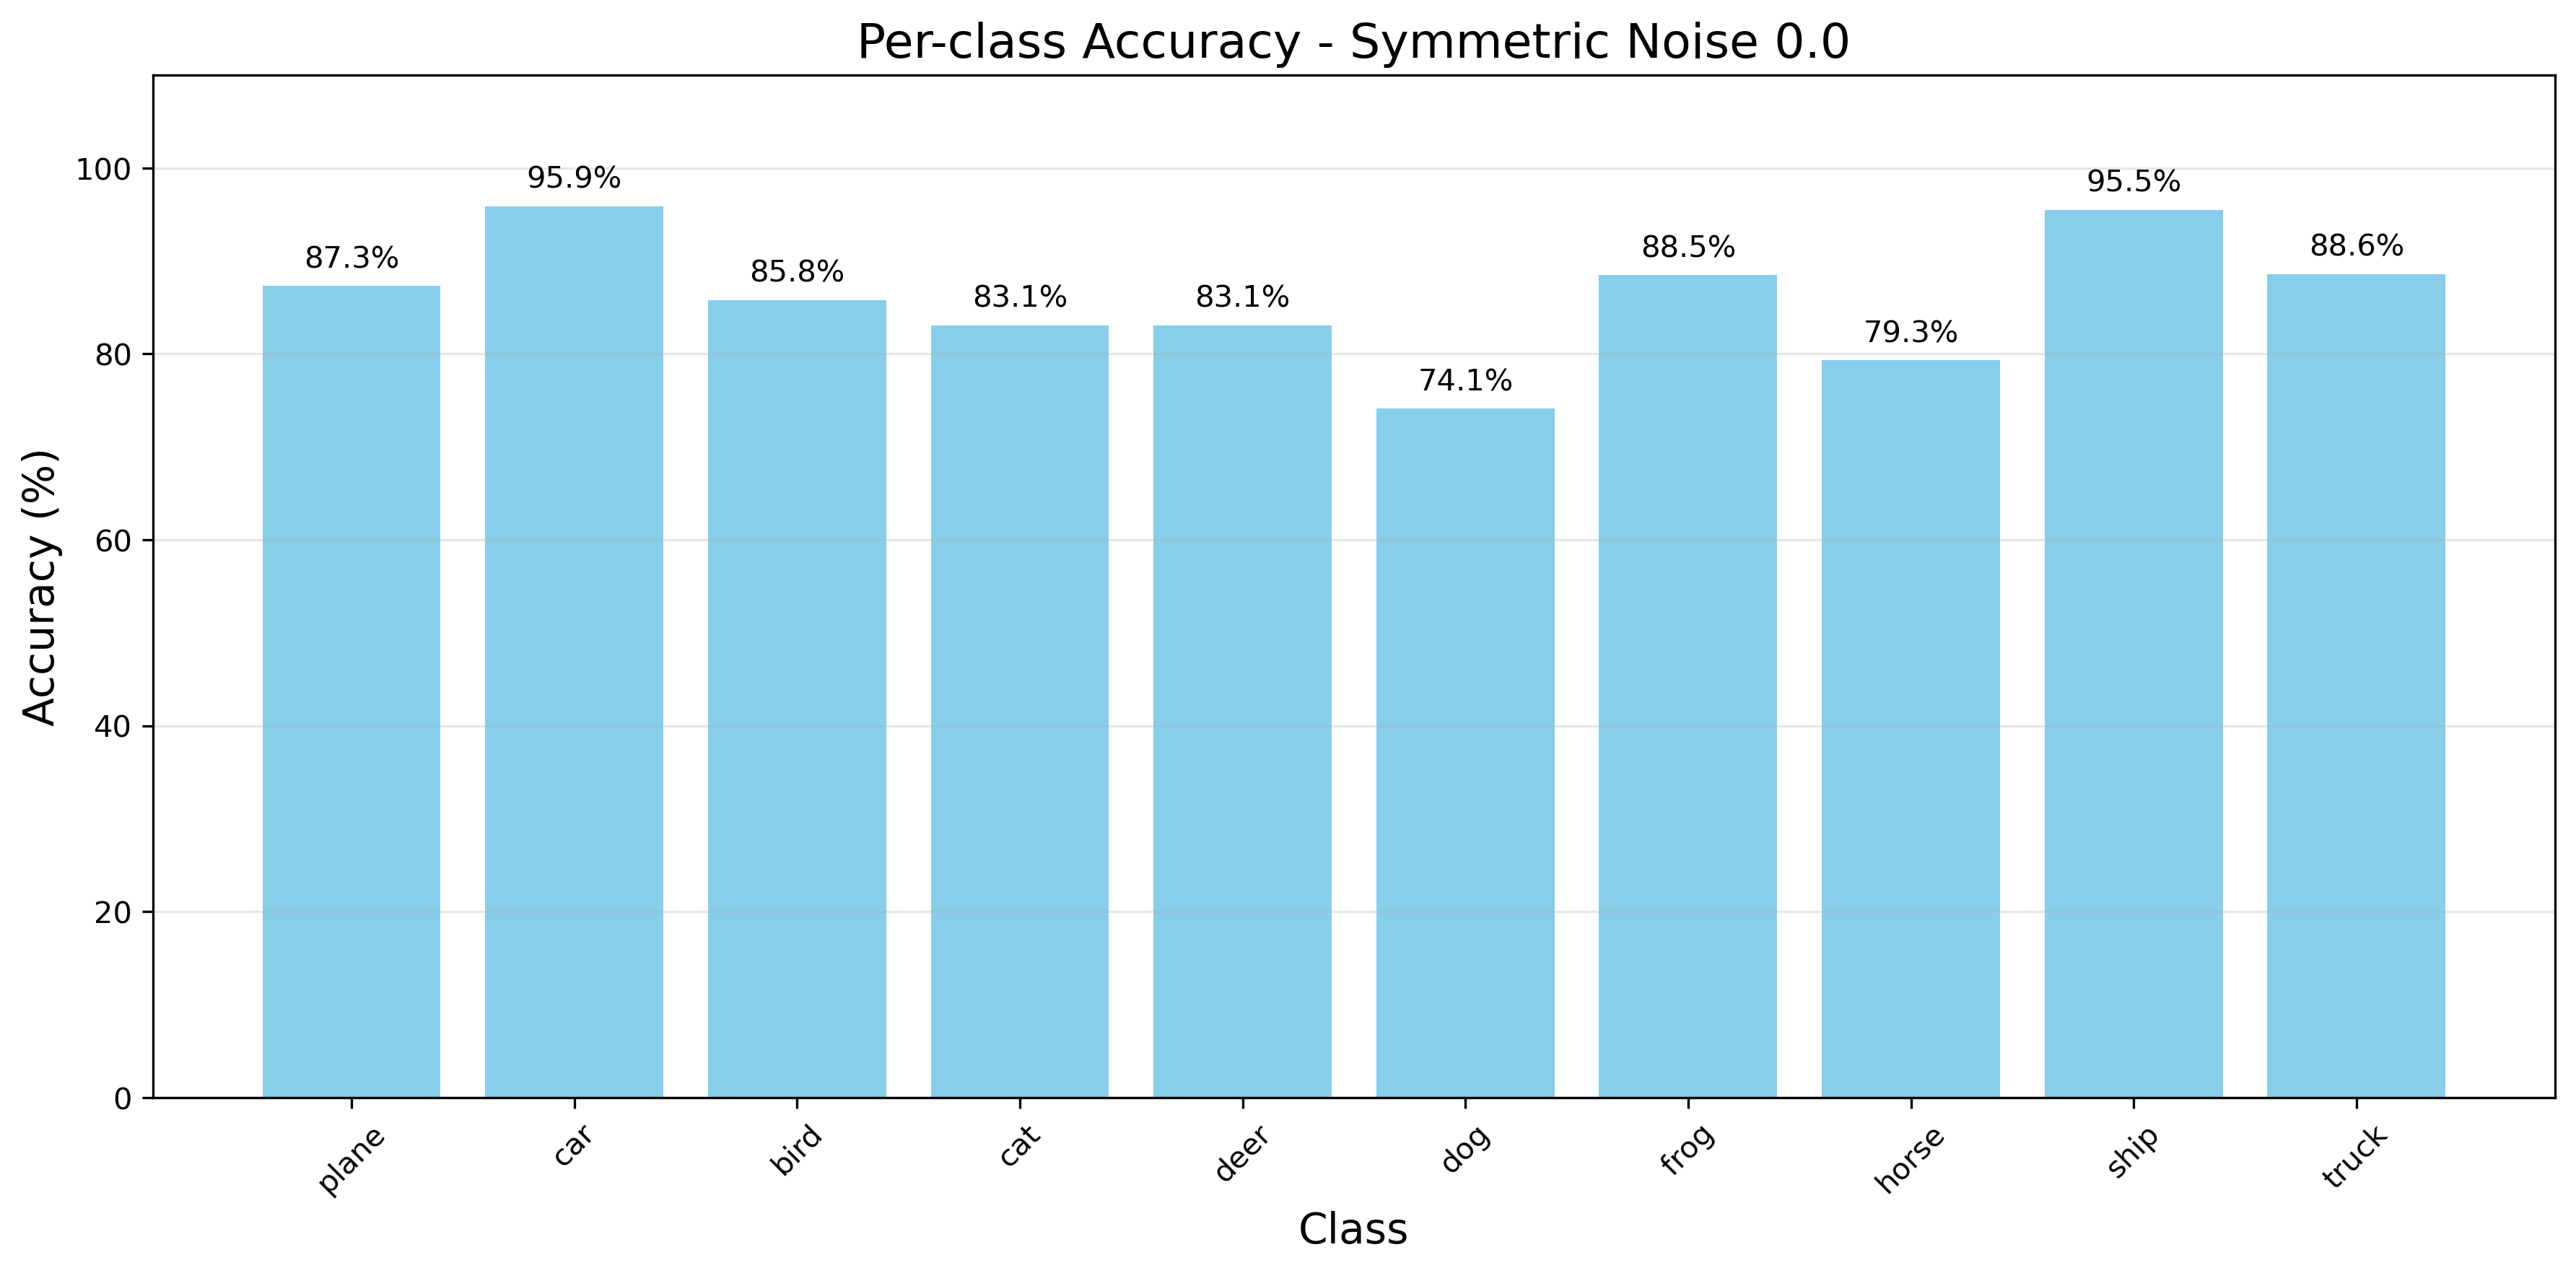 Per-class Accuracy - Symmetric Noise 0.0
Accuracy (%)
100
80
60
40
20
0
87.3%
95.9%
85.8%
83.1%
83.1%
74.1%
88.5%
79.3%
95.5%
88.6%
plane
car
bird
cat
deer
dog
frog
horse
ship
truck
Class